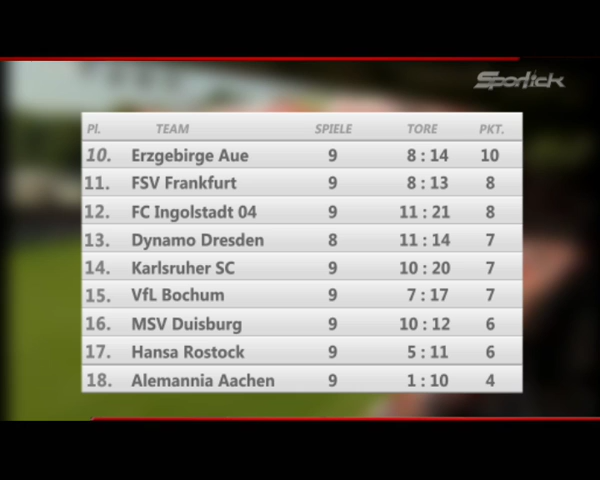 Sportick
Pl. TEAM SPIELE TORE PKT.
10. Erzgebirge Aue 9 8 : 14 10
11. FSV Frankfurt 9 8 : 13 8
12. FC Ingolstadt 04 9 11 : 21 8
13. Dynamo Dresden 8 11 : 14 7
14. Karlsruher SC 9 10 : 20 7
15. VfL Bochum 9 7 : 17 7
16. MSV Duisburg 9 10 : 12 6
17. Hansa Rostock 9 5 : 11 6
18. Alemannia Aachen 9 1 : 10 4